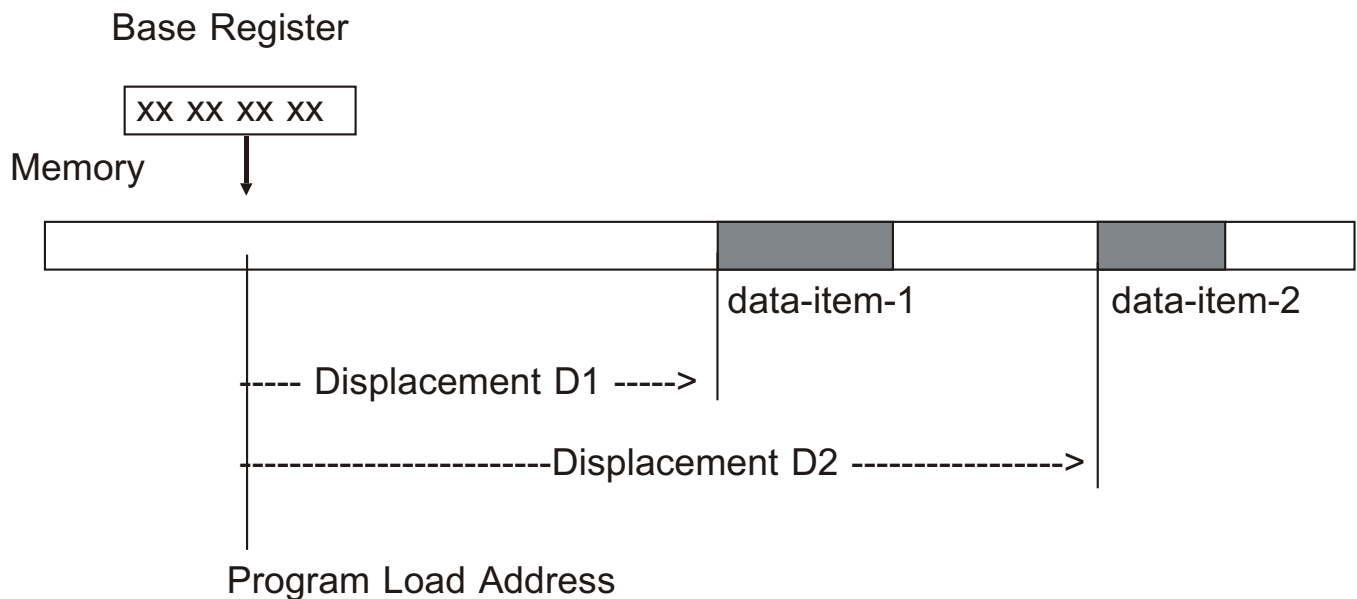 Base Register
xx xx xx xx
Memory
data-item-1
data-item-2
----- Displacement D1 ----->
-------------------------Displacement D2 ----------------->
Program Load Address